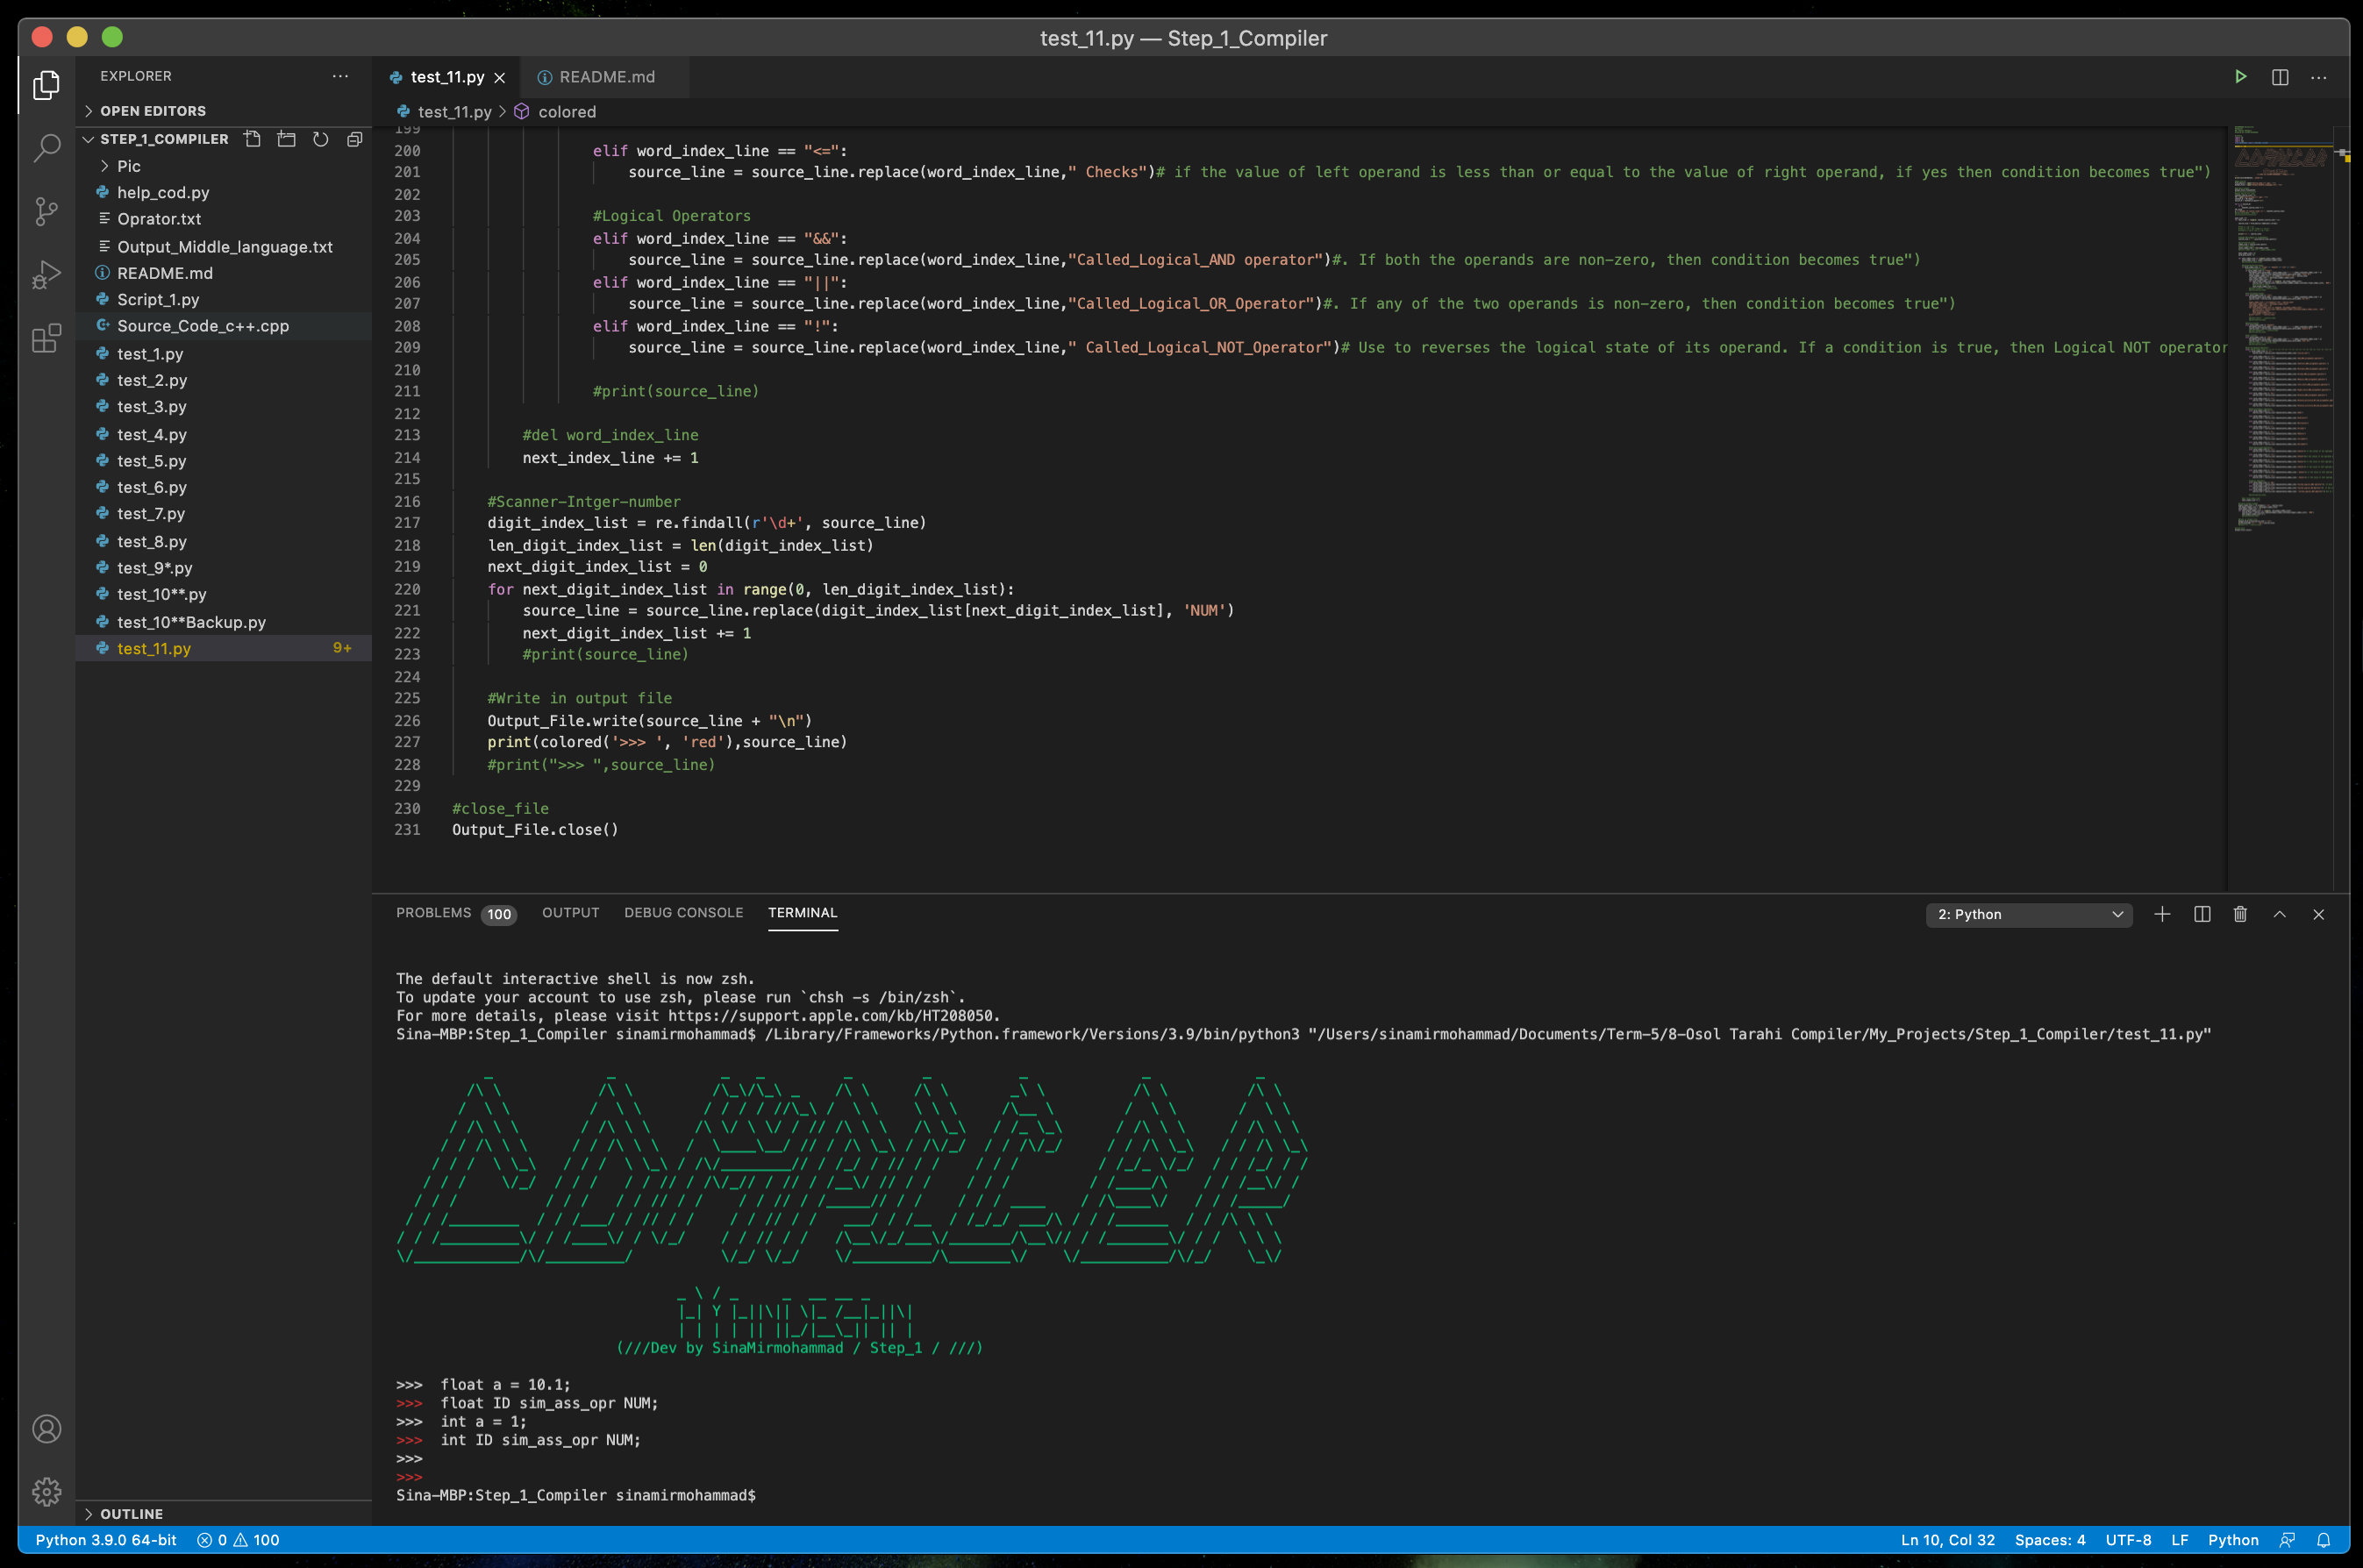 test_11.py — Step_1_Compiler
EXPLORER
OPEN EDITORS
STEP_1_COMPILER
Pic
help_cod.py
Oprator.txt
Output_Middle_language.txt
README.md
Script_1.py
Source_Code_c++.cpp
test_1.py
test_2.py
test_3.py
test_4.py
test_5.py
test_6.py
test_7.py
test_8.py
test_9*.py
test_10**.py
test_10**Backup.py
test_11.py 9+
OUTLINE
test_11.py README.md
test_11.py > colored
199
200 elif word_index_line == "<=":
201 source_line = source_line.replace(word_index_line," Checks")# if the value of left operand is less than or equal to the value of right operand, if yes then condition becomes true")
202
203 #Logical Operators
204 elif word_index_line == "&&":
205 source_line = source_line.replace(word_index_line,"Called_Logical_AND operator")#. If both the operands are non-zero, then condition becomes true")
206 elif word_index_line == "||":
207 source_line = source_line.replace(word_index_line,"Called_Logical_OR_Operator")#. If any of the two operands is non-zero, then condition becomes true")
208 elif word_index_line == "!":
209 source_line = source_line.replace(word_index_line," Called_Logical_NOT_Operator")# Use to reverses the logical state of its operand. If a condition is true, then Logical NOT operator
210
211 #print(source_line)
212
213 #del word_index_line
214 next_index_line += 1
215
216 #Scanner-Intger-number
217 digit_index_list = re.findall(r'\d+', source_line)
218 len_digit_index_list = len(digit_index_list)
219 next_digit_index_list = 0
220 for next_digit_index_list in range(0, len_digit_index_list):
221 source_line = source_line.replace(digit_index_list[next_digit_index_list], 'NUM')
222 next_digit_index_list += 1
223 #print(source_line)
224
225 #Write in output file
226 Output_File.write(source_line + "\n")
227 print(colored('>>> ', 'red'),source_line)
228 #print(">>> ",source_line)
229
230 #close_file
231 Output_File.close()
PROBLEMS 100 OUTPUT DEBUG CONSOLE TERMINAL 2: Python
The default interactive shell is now zsh.
To update your account to use zsh, please run `chsh -s /bin/zsh`.
For more details, please visit https://support.apple.com/kb/HT208050.
Sina-MBP:Step_1_Compiler sinamirmohammad$ /Library/Frameworks/Python.framework/Versions/3.9/bin/python3 "/Users/sinamirmohammad/Documents/Term-5/8-Osol Tarahi Compiler/My_Projects/Step_1_Compiler/test_11.py"
COMPILER
(///Dev by SinaMirmohammad / Step_1 / ///)
>>> float a = 10.1;
>>> float ID sim_ass_opr NUM;
>>> int a = 1;
>>> int ID sim_ass_opr NUM;
>>>
>>>
Sina-MBP:Step_1_Compiler sinamirmohammad$
Python 3.9.0 64-bit 0 100 Ln 10, Col 32 Spaces: 4 UTF-8 LF Python